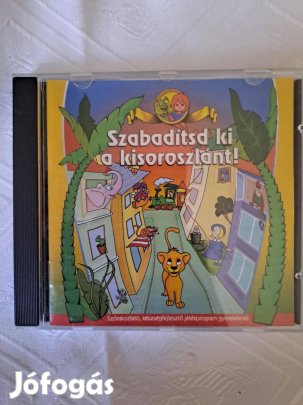 Szabadítsd ki
a kisoroszlánt!
Szórakoztató, készségfejlesztő játékprogram gyerekeknek
Jófogás